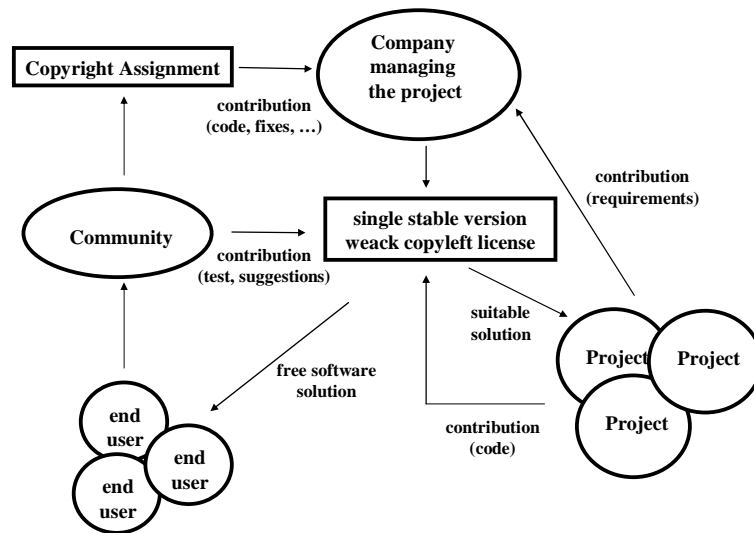 Company
managing
the project
Copyright Assignment
contribution
(code, fixes, …)
contribution
(requirements)
single stable version
weack copyleft license
Community
contribution
(test, suggestions)
suitable
solution
Project
Project
Project
free software
solution
contribution
(code)
end
user
end
user
end
user